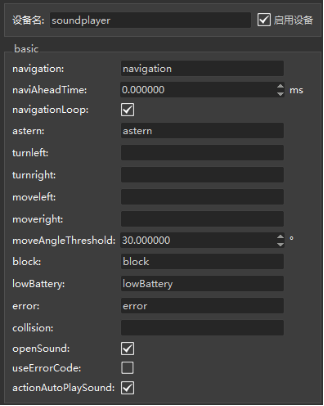 设备名: soundplayer 启用设备
basic
navigation: navigation
naviAheadTime: 0.000000 ms
navigationLoop:
astern: astern
turnleft:
turnright:
moveleft:
moveright:
moveAngleThreshold: 30.000000 °
block: block
lowBattery: lowBattery
error: error
collision:
openSound:
useErrorCode:
actionAutoPlaySound: